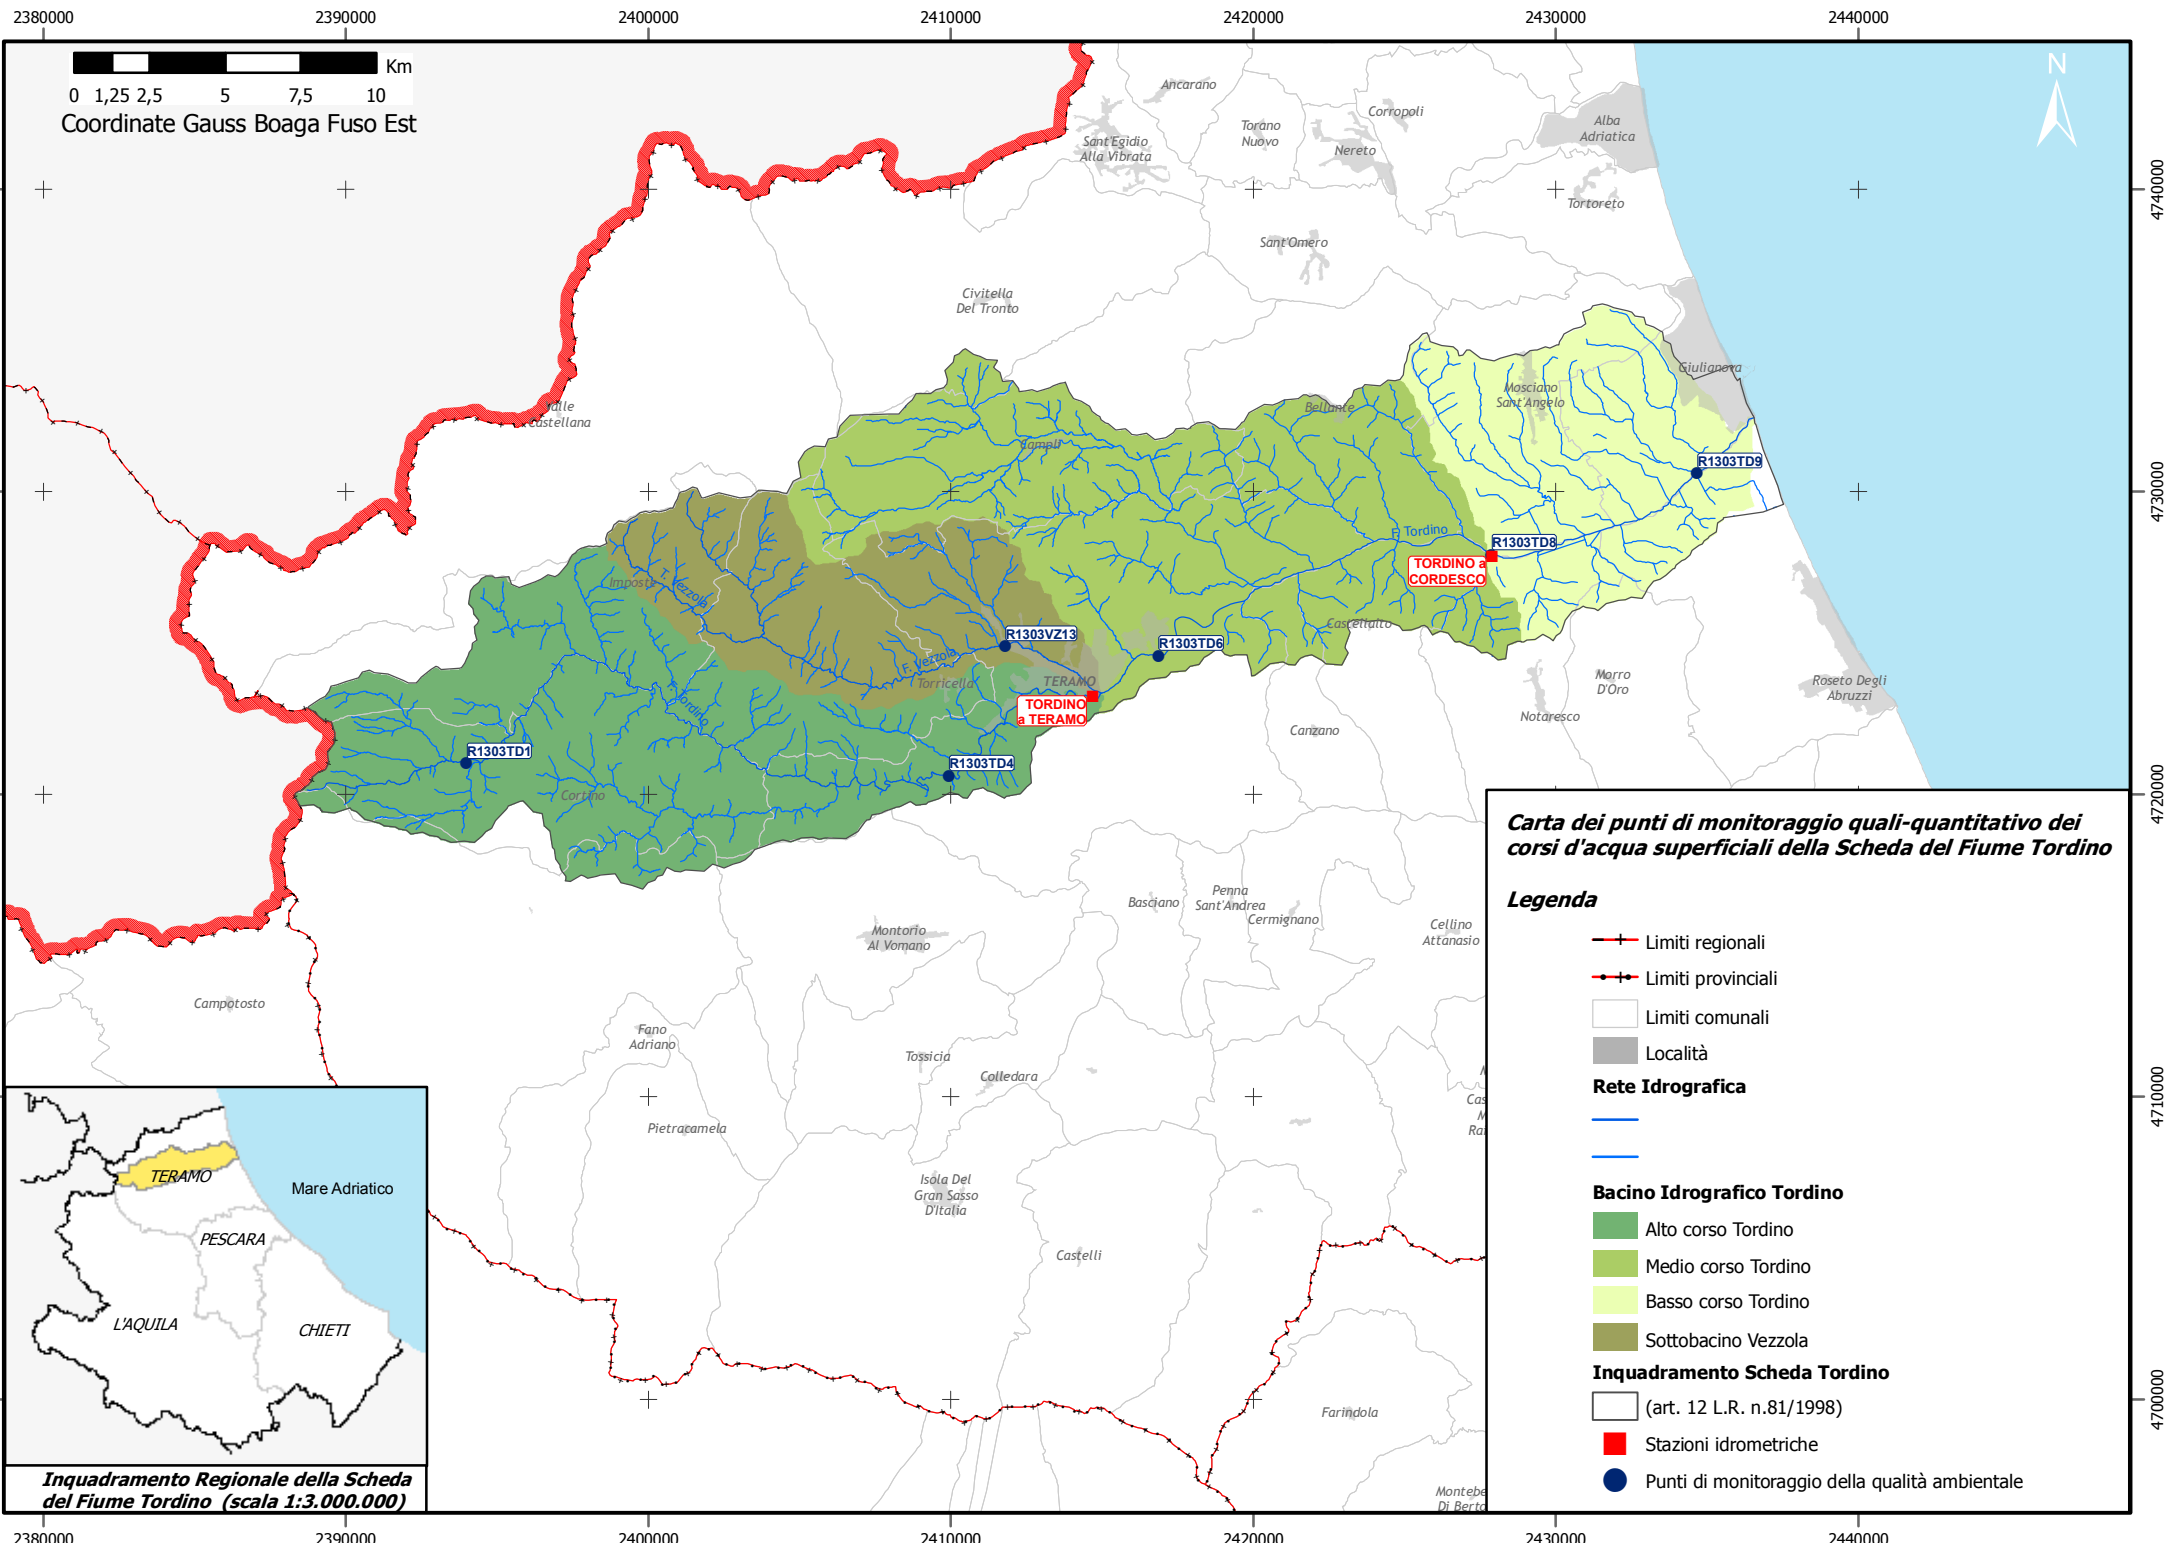 2380000 2390000 2400000 2410000 2420000 2430000 2440000
Km
0 1,25 2,5 5 7,5 10
Coordinate Gauss Boaga Fuso Est
N
Ancarano
Corropoli
Alba
Adriatica
Torano
Nuovo
Sant'Egidio
Alla Vibrata
Nereto
4740000
Tortoreto
Sant'Omero
Civitella
Del Tronto
Giulianova
Mosciano
Sant'Angelo
alle
Castellana
Bellante
Campli
R1303TD9
4730000
F. Tordino
R1303TD8
TORDINO a
CORDESCO
Imposte
T. Vezzola
Castellalto
R1303VZ13
R1303TD6
F. Vezzola
Torricella
TERAMO
Morro
D'Oro
Roseto Degli
Abruzzi
F. Tordino
TORDINO
a TERAMO
Notaresco
Canzano
R1303TD1
R1303TD4
Cortino
4720000
Carta dei punti di monitoraggio quali-quantitativo dei
corsi d'acqua superficiali della Scheda del Fiume Tordino
Basciano
Penna
Sant'Andrea
Cermignano
Cellino
Attanasio
Montorio
Al Vomano
Campotosto
Fano
Adriano
Tossicia
Colledara
Pietracamela
Isola Del
Gran Sasso
D'Italia
Castelli
Farindola
Montebe
Di Berto
Cas
M
Ra
Legenda
Limiti regionali
Limiti provinciali
Limiti comunali
Località
Rete Idrografica
Bacino Idrografico Tordino
Alto corso Tordino
Medio corso Tordino
Basso corso Tordino
Sottobacino Vezzola
Inquadramento Scheda Tordino
(art. 12 L.R. n.81/1998)
Stazioni idrometriche
Punti di monitoraggio della qualità ambientale
4710000
4700000
TERAMO
Mare Adriatico
PESCARA
L'AQUILA
CHIETI
Inquadramento Regionale della Scheda
del Fiume Tordino (scala 1:3.000.000)
2380000 2390000 2400000 2410000 2420000 2430000 2440000